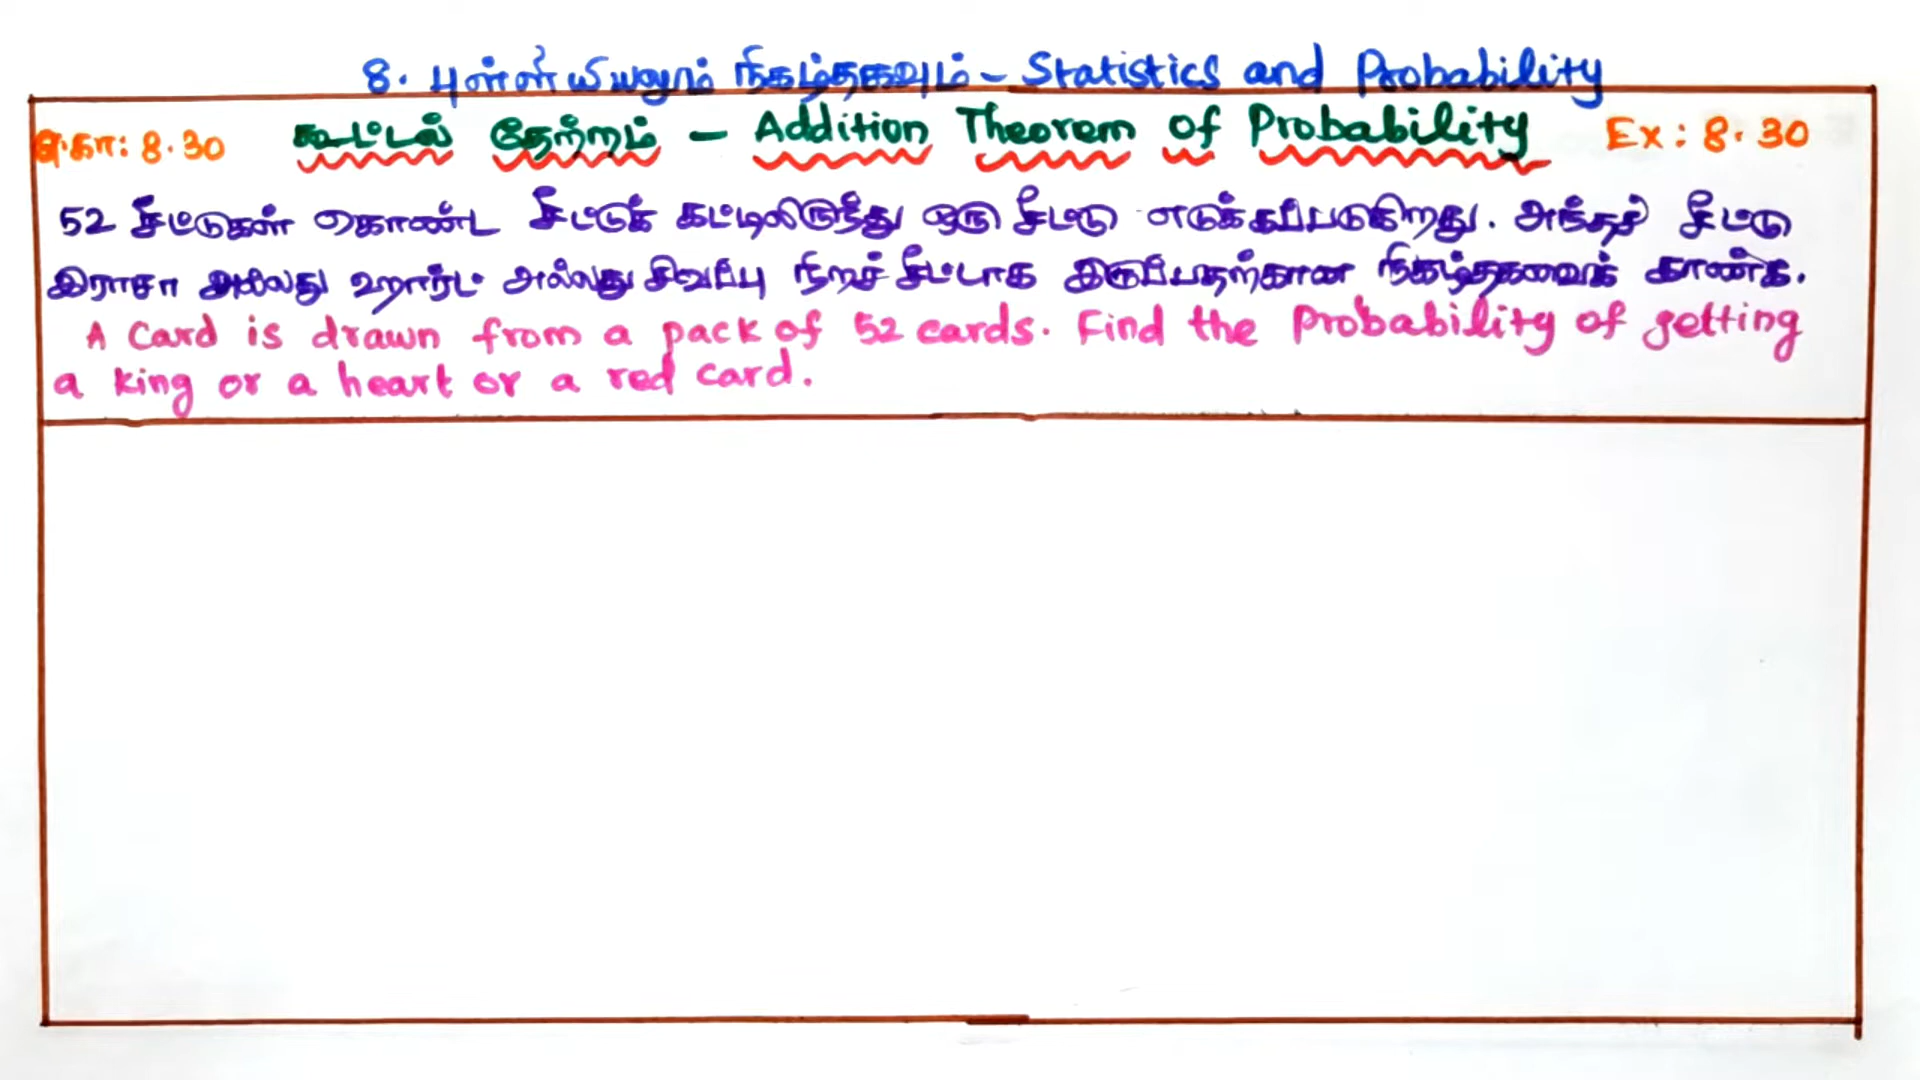 8. புள்ளியியலும் நிகழ்தகவும் – Statistics and Probability
எ.கா: 8.30 கூட்டல் தேற்றம் – Addition Theorem of Probability Ex: 8.30
52 சீட்டுகள் கொண்ட சீட்டுக் கட்டிலிருந்து ஒரு சீட்டு எடுக்கப்படுகிறது. அந்தச் சீட்டு
இராசா அல்லது ஹார்ட் அல்லது சிவப்பு நிறச் சீட்டாக இருப்பதற்கான நிகழ்தகவைக் காண்க.
A Card is drawn from a pack of 52 cards. Find the Probability of getting
a king or a heart or a red card.